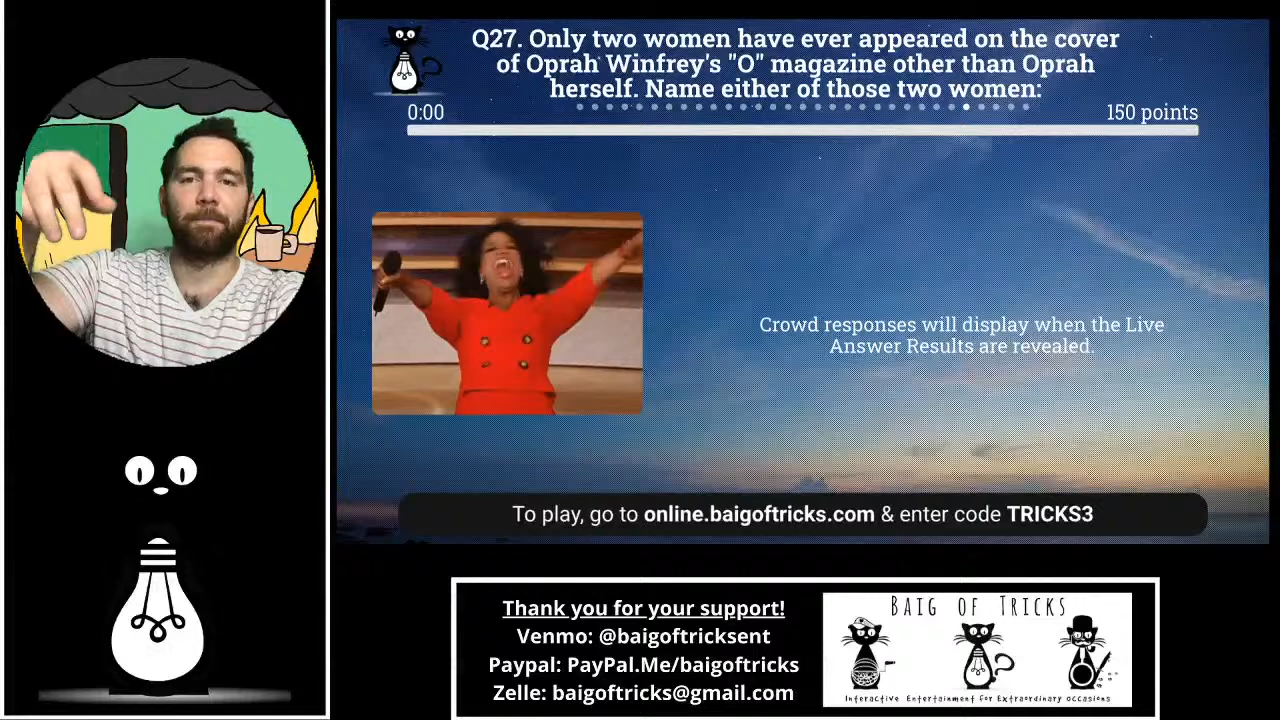 Q27. Only two women have ever appeared on the cover
of Oprah Winfrey's "O" magazine other than Oprah
herself. Name either of those two women:
0:00
150 points
Crowd responses will display when the Live
Answer Results are revealed
To play, go to online.baigoftricks.com & enter code TRICKS3
Thank you for your support!
Venmo: @baigoftricksent
Paypal: PayPal.Me/baigoftricks
Zelle: baigoftricks@gmail.com
BAIG OF TRICKS
Interactive Entertainment for Extraordinary occasions